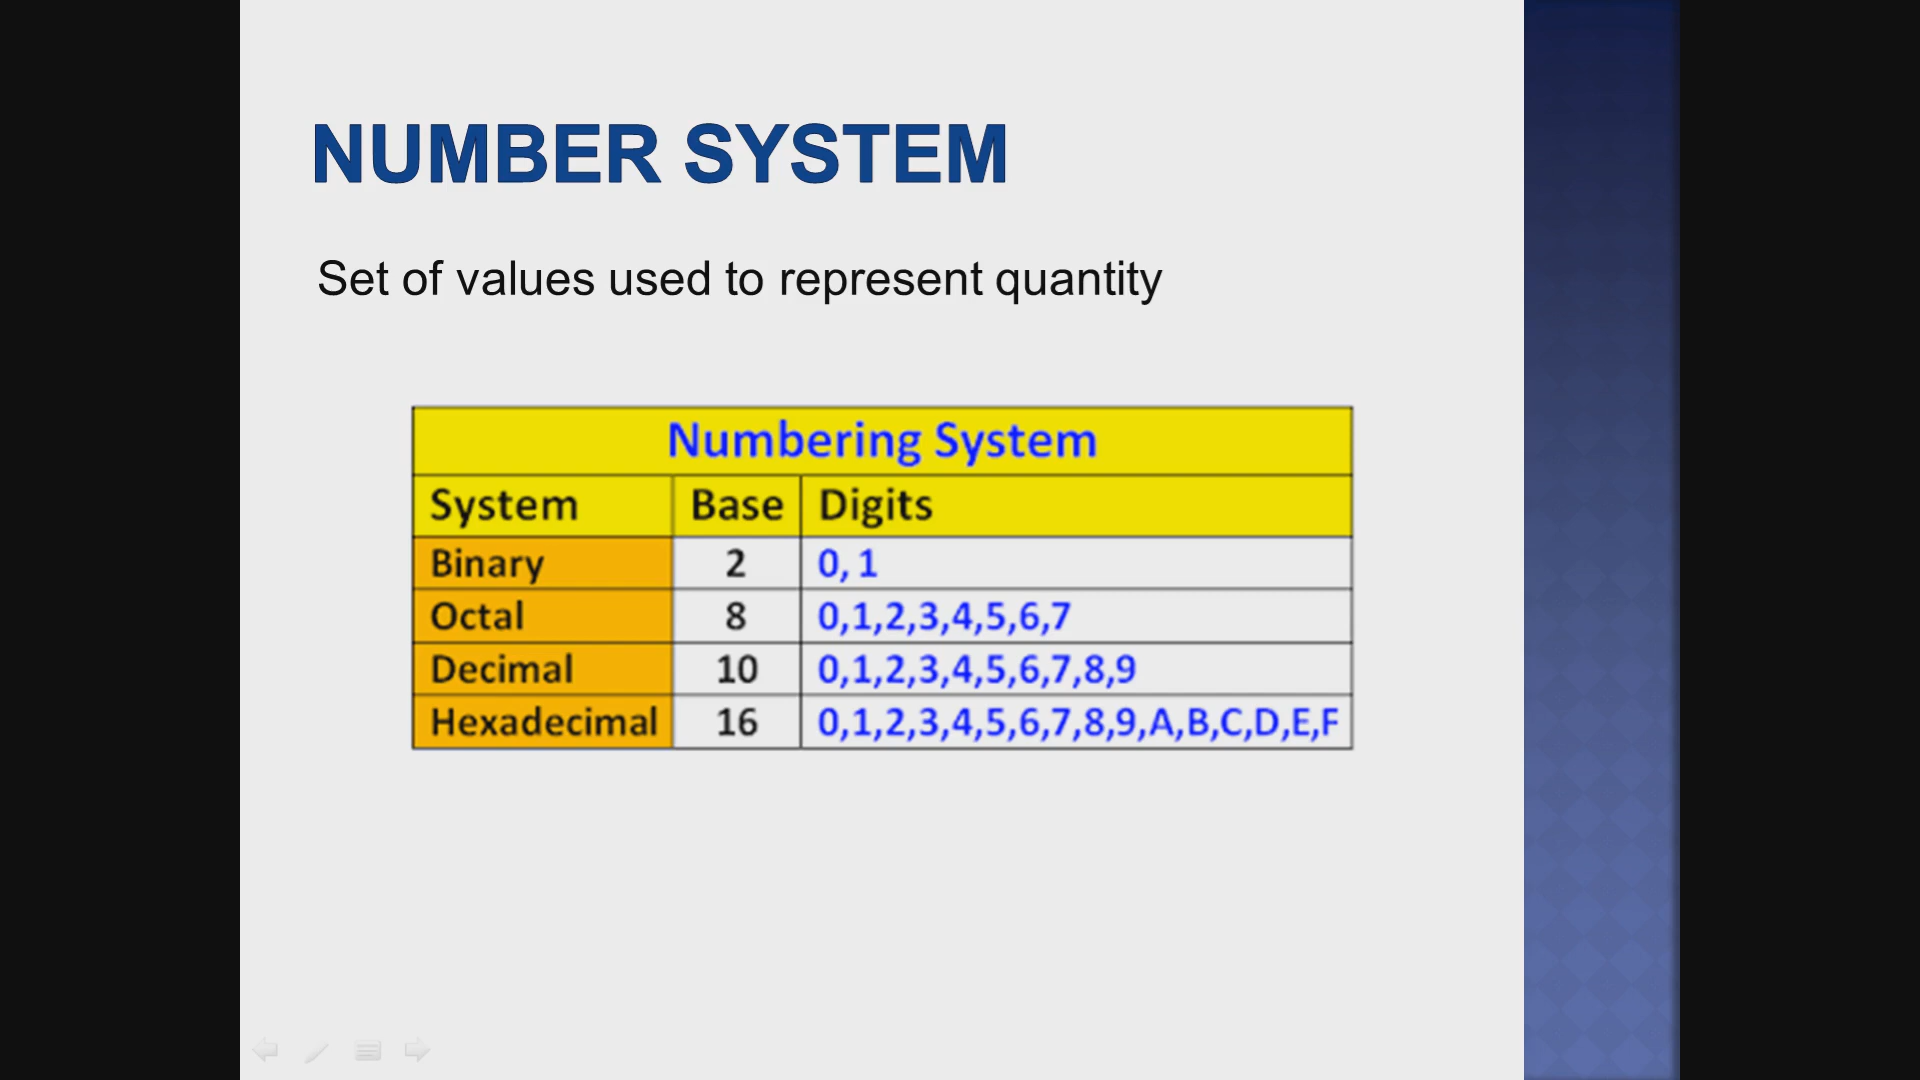 NUMBER SYSTEM
Set of values used to represent quantity
Numbering System
System Base Digits
Binary 2 0, 1
Octal 8 0,1,2,3,4,5,6,7
Decimal 10 0,1,2,3,4,5,6,7,8,9
Hexadecimal 16 0,1,2,3,4,5,6,7,8,9,A,B,C,D,E,F